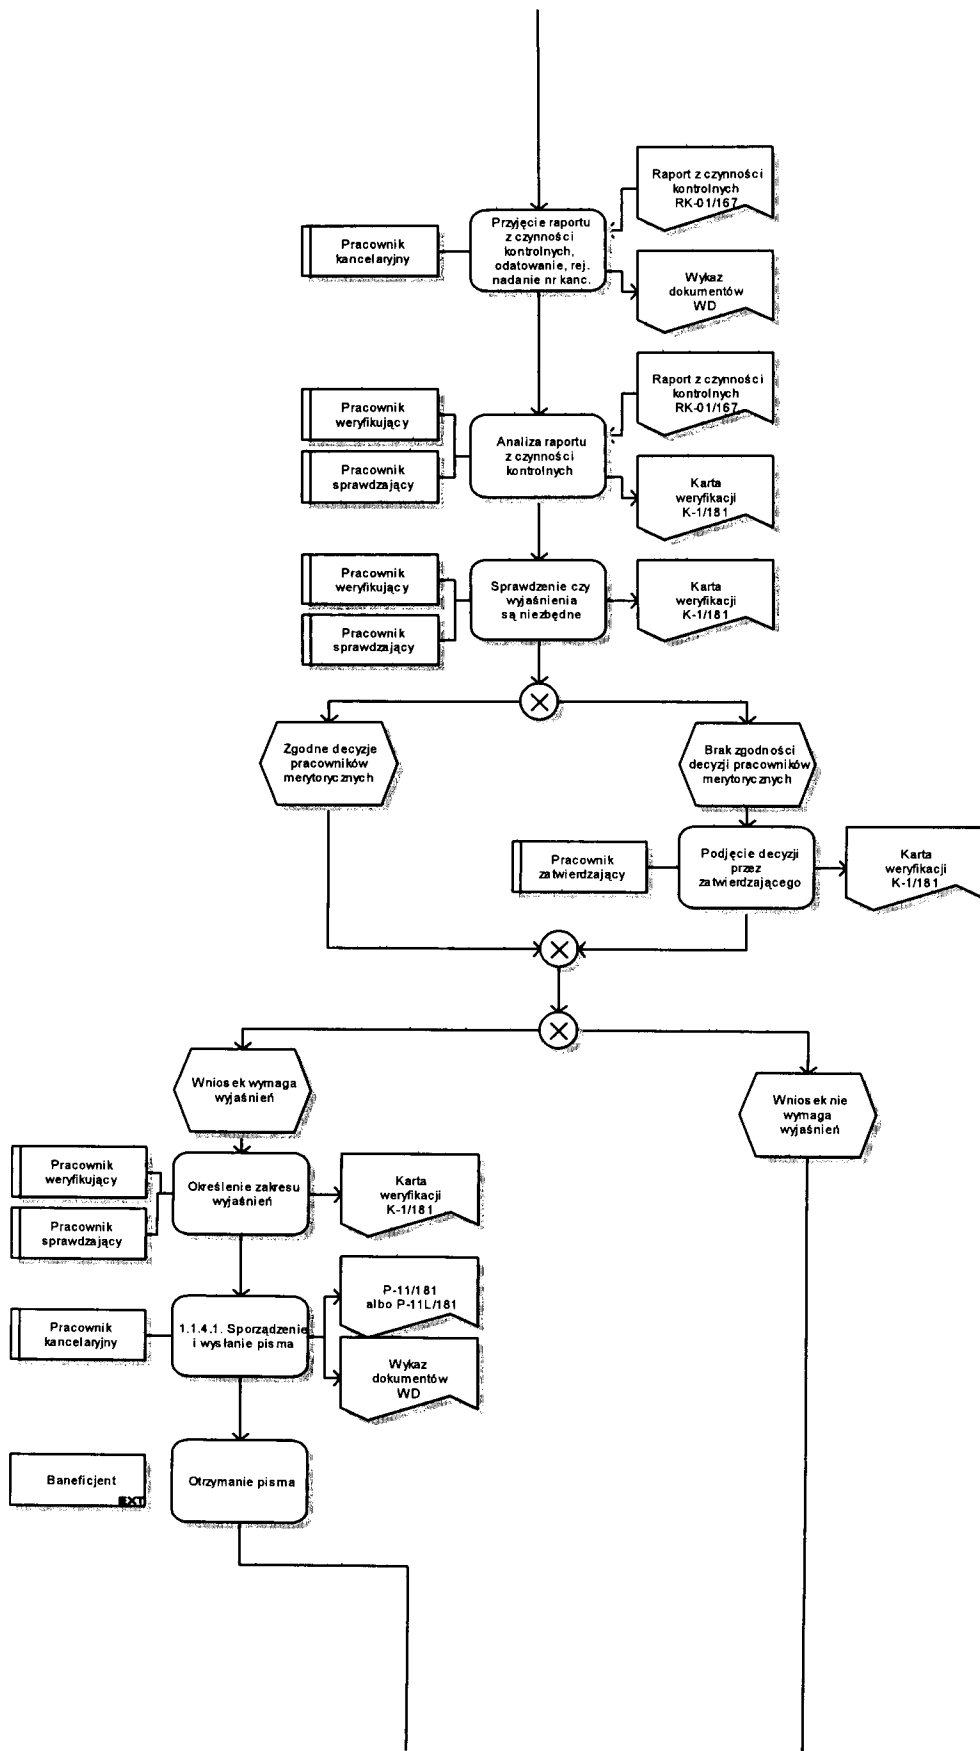 Raport z czynności
kontrolnych
RK-01/167
Pracownik
kancelaryjny
Przyjęcie raportu
z czynności
kontrolnych,
odatowanie, rej.
nadanie nr kanc.
Wykaz
dokumentów
WD
Raport z czynności
kontrolnych
RK-01/167
Pracownik
weryfikujący
Pracownik
sprawdzający
Analiza raportu
z czynności
kontrolnych
Karta
weryfikacji
K-1/181
Pracownik
weryfikujący
Pracownik
sprawdzający
Sprawdzenie czy
wyjaśnienia
są niezbędne
Karta
weryfikacji
K-1/181
Zgodne decyzje
pracowników
merytorycznych
Brak zgodności
decyzji pracowników
merytorycznych
Pracownik
zatwierdzający
Podjęcie decyzji
przez
zatwierdzającego
Karta
weryfikacji
K-1/181
Wniosek wymaga
wyjaśnień
Wniosek nie
wymaga
wyjaśnień
Pracownik
weryfikujący
Pracownik
sprawdzający
Określenie zakresu
wyjaśnień
Karta
weryfikacji
K-1/181
Pracownik
kancelaryjny
1.1.4.1. Sporządzenie
i wysłanie pisma
P-11/181
albo P-11L/181
Wykaz
dokumentów
WD
Baneficjent
EXT
Otrzymanie pisma